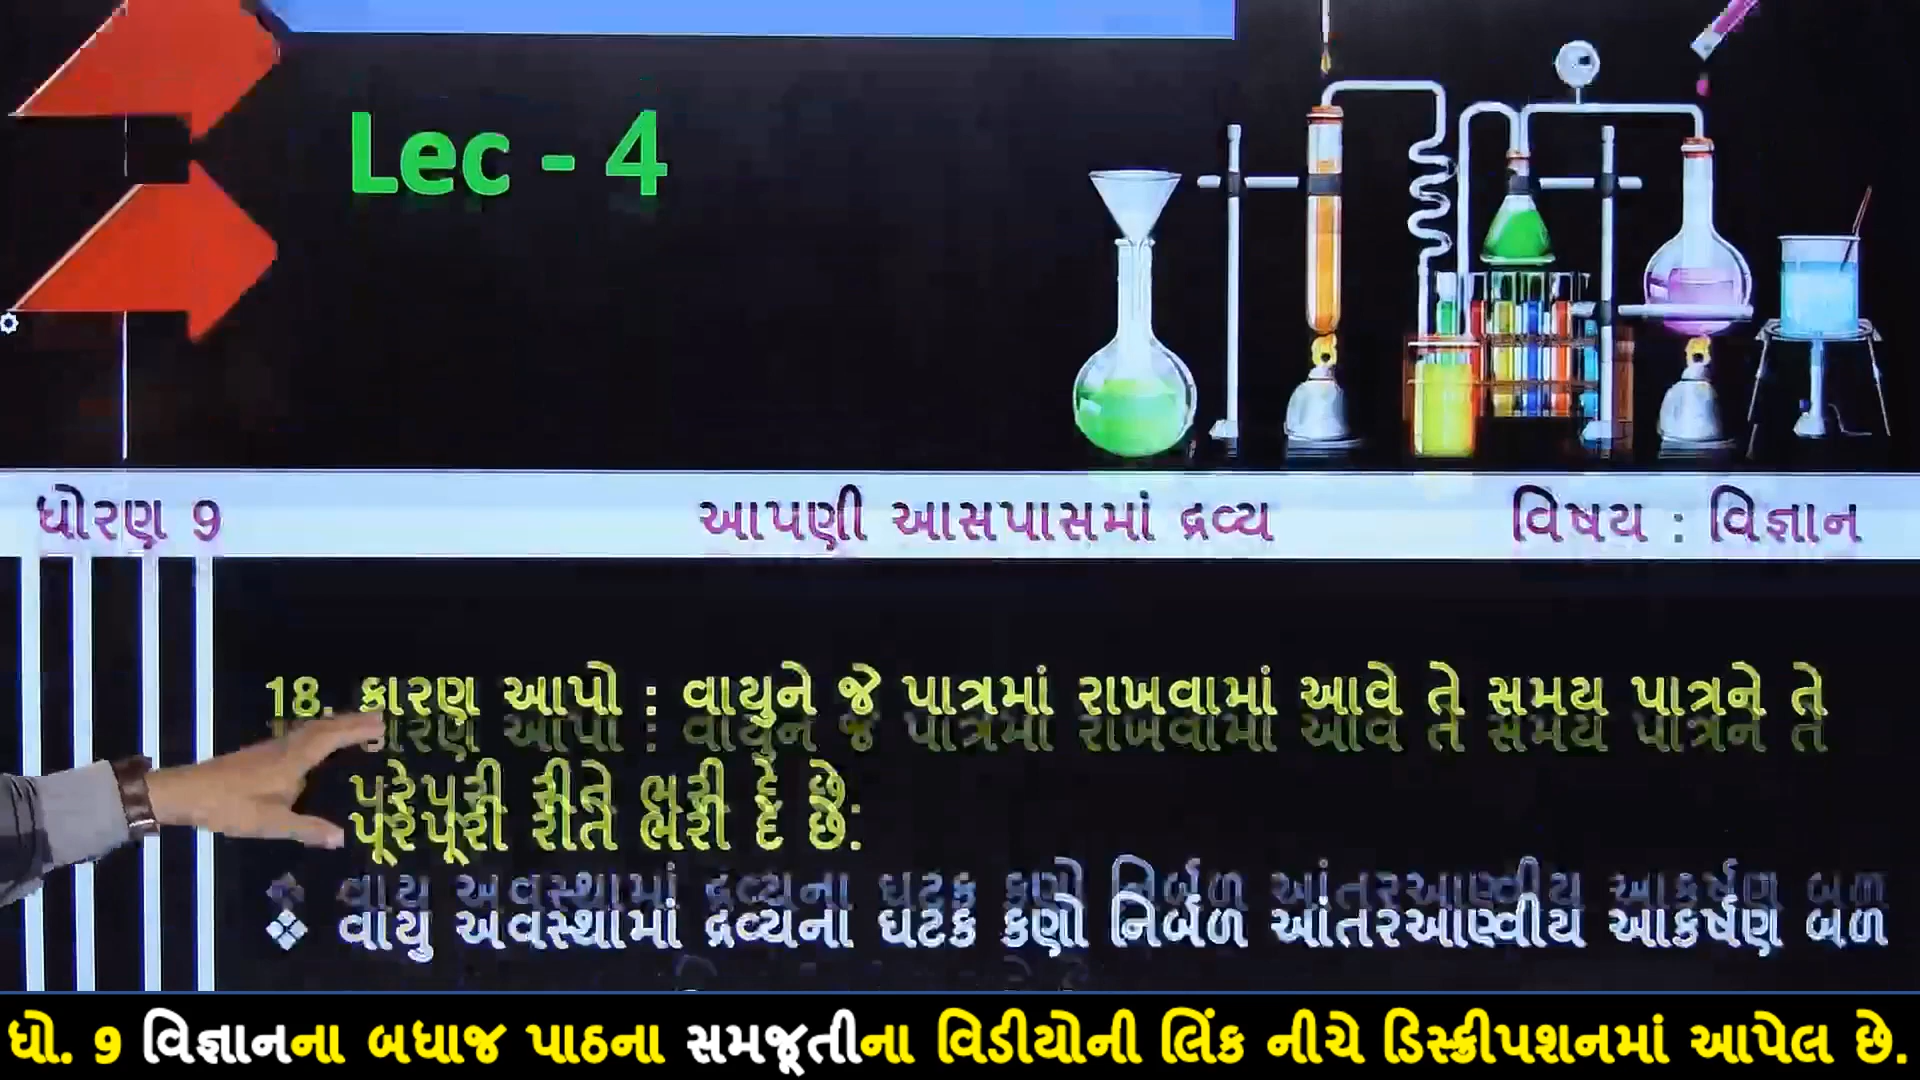 Lec - 4
ધોરણ 9 આપણી આસપાસમાં દ્રવ્ય વિષય : વિજ્ઞાન
18. કારણ આપો : વાયુને જે પાત્રમાં રાખવામાં આવે તે સમય પાત્રને તે
પૂરેપૂરી રીતે ભરી દે છે.
❖ વાયુ અવસ્થામાં દ્રવ્યના ઘટક કણો નિર્બળ આંતરઆણ્વીય આકર્ષણ બળ
ધો. 9 વિજ્ઞાનના બધાજ પાઠના સમજૂતીના વિડીયોની લિંક નીચે ડિસ્ક્રીપશનમાં આપેલ છે.